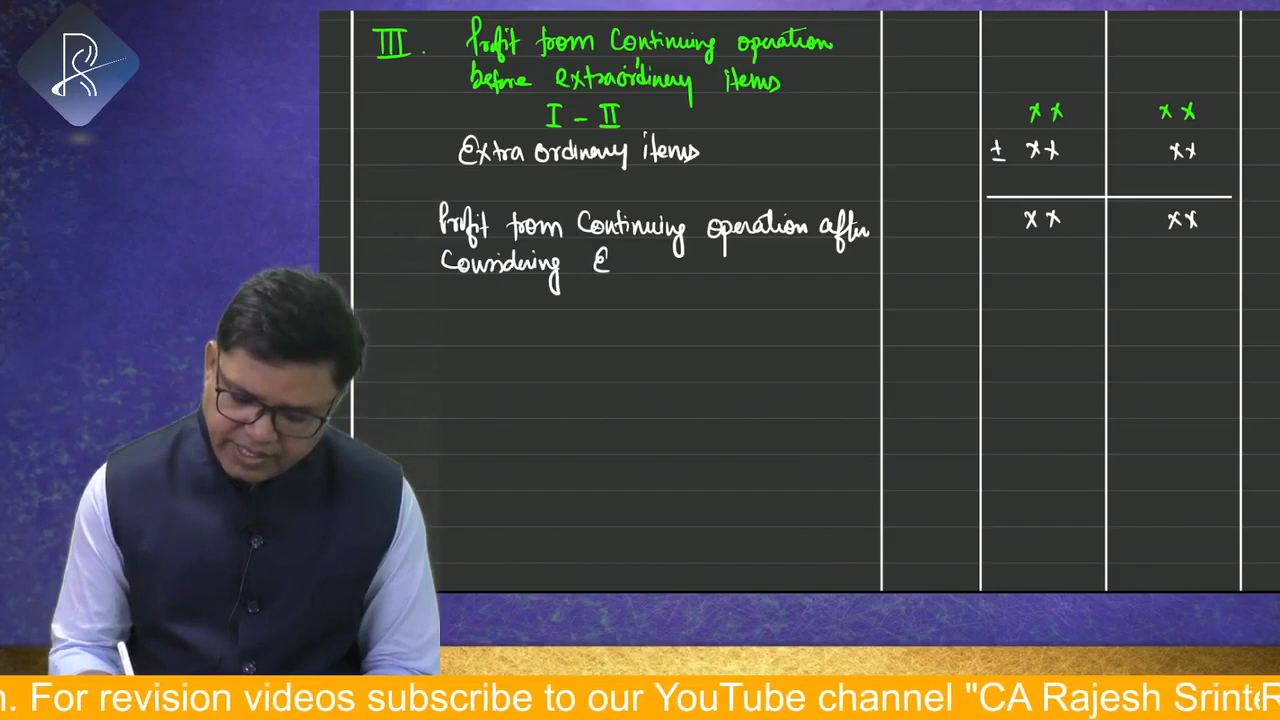 III. Profit from Continuing operation
before extraordinary items
I - II
xx xx
Extra ordinary items ± xx xx
Profit from Continuing operation after xx xx
Considering E
n. For revision videos subscribe to our YouTube channel "CA Rajesh Srinte